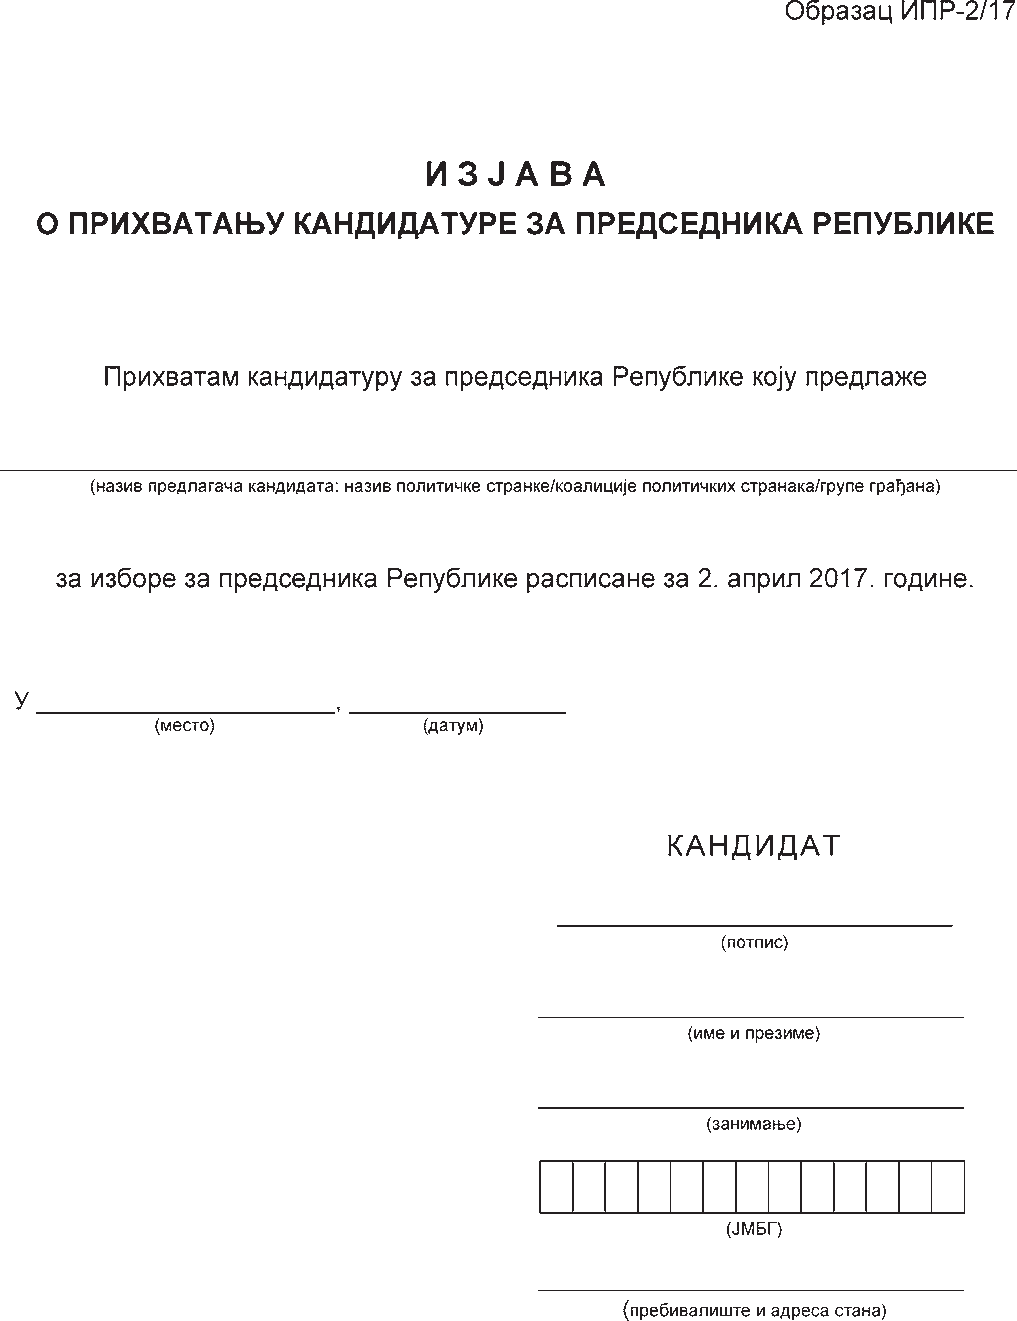 Образац ИПР-2/17
И З Ј А В А
О ПРИХВАТАЊУ КАНДИДАТУРЕ ЗА ПРЕДСЕДНИКА РЕПУБЛИКЕ
Прихватам кандидатуру за председника Републике коју предлаже
(назив предлагача кандидата: назив политичке странке/коалиције политичких странака/групе грађана)
за изборе за председника Републике расписане за 2. април 2017. године.
У ____________________, ________________
(место) (датум)
КАНДИДАТ
(потпис)
(име и презиме)
(занимање)
(ЈМБГ)
(пребивалиште и адреса стана)